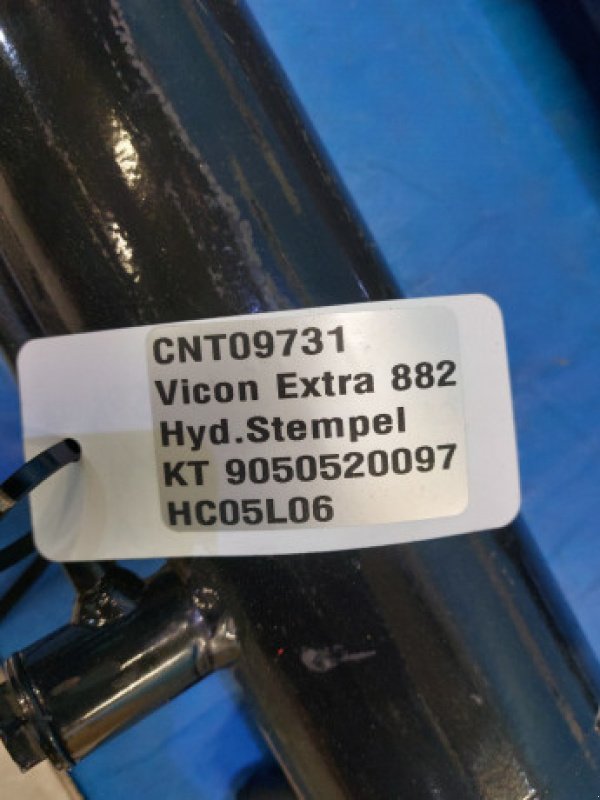 CNT09731
Vicon Extra 882
Hyd.Stempel
KT 9050520097
HC05L06